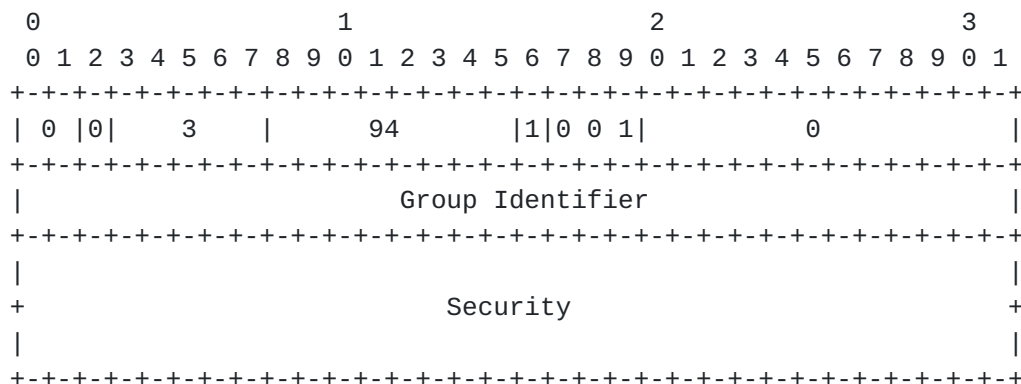 0                   1                   2                   3
 0 1 2 3 4 5 6 7 8 9 0 1 2 3 4 5 6 7 8 9 0 1 2 3 4 5 6 7 8 9 0 1
+-+-+-+-+-+-+-+-+-+-+-+-+-+-+-+-+-+-+-+-+-+-+-+-+-+-+-+-+-+-+-+-+
| 0 |0|    3    |      94       |1|0 0 1|          0            |
+-+-+-+-+-+-+-+-+-+-+-+-+-+-+-+-+-+-+-+-+-+-+-+-+-+-+-+-+-+-+-+-+
|                        Group Identifier                       |
+-+-+-+-+-+-+-+-+-+-+-+-+-+-+-+-+-+-+-+-+-+-+-+-+-+-+-+-+-+-+-+-+
|                                                               |
+                           Security                            +
|                                                               |
+-+-+-+-+-+-+-+-+-+-+-+-+-+-+-+-+-+-+-+-+-+-+-+-+-+-+-+-+-+-+-+-+